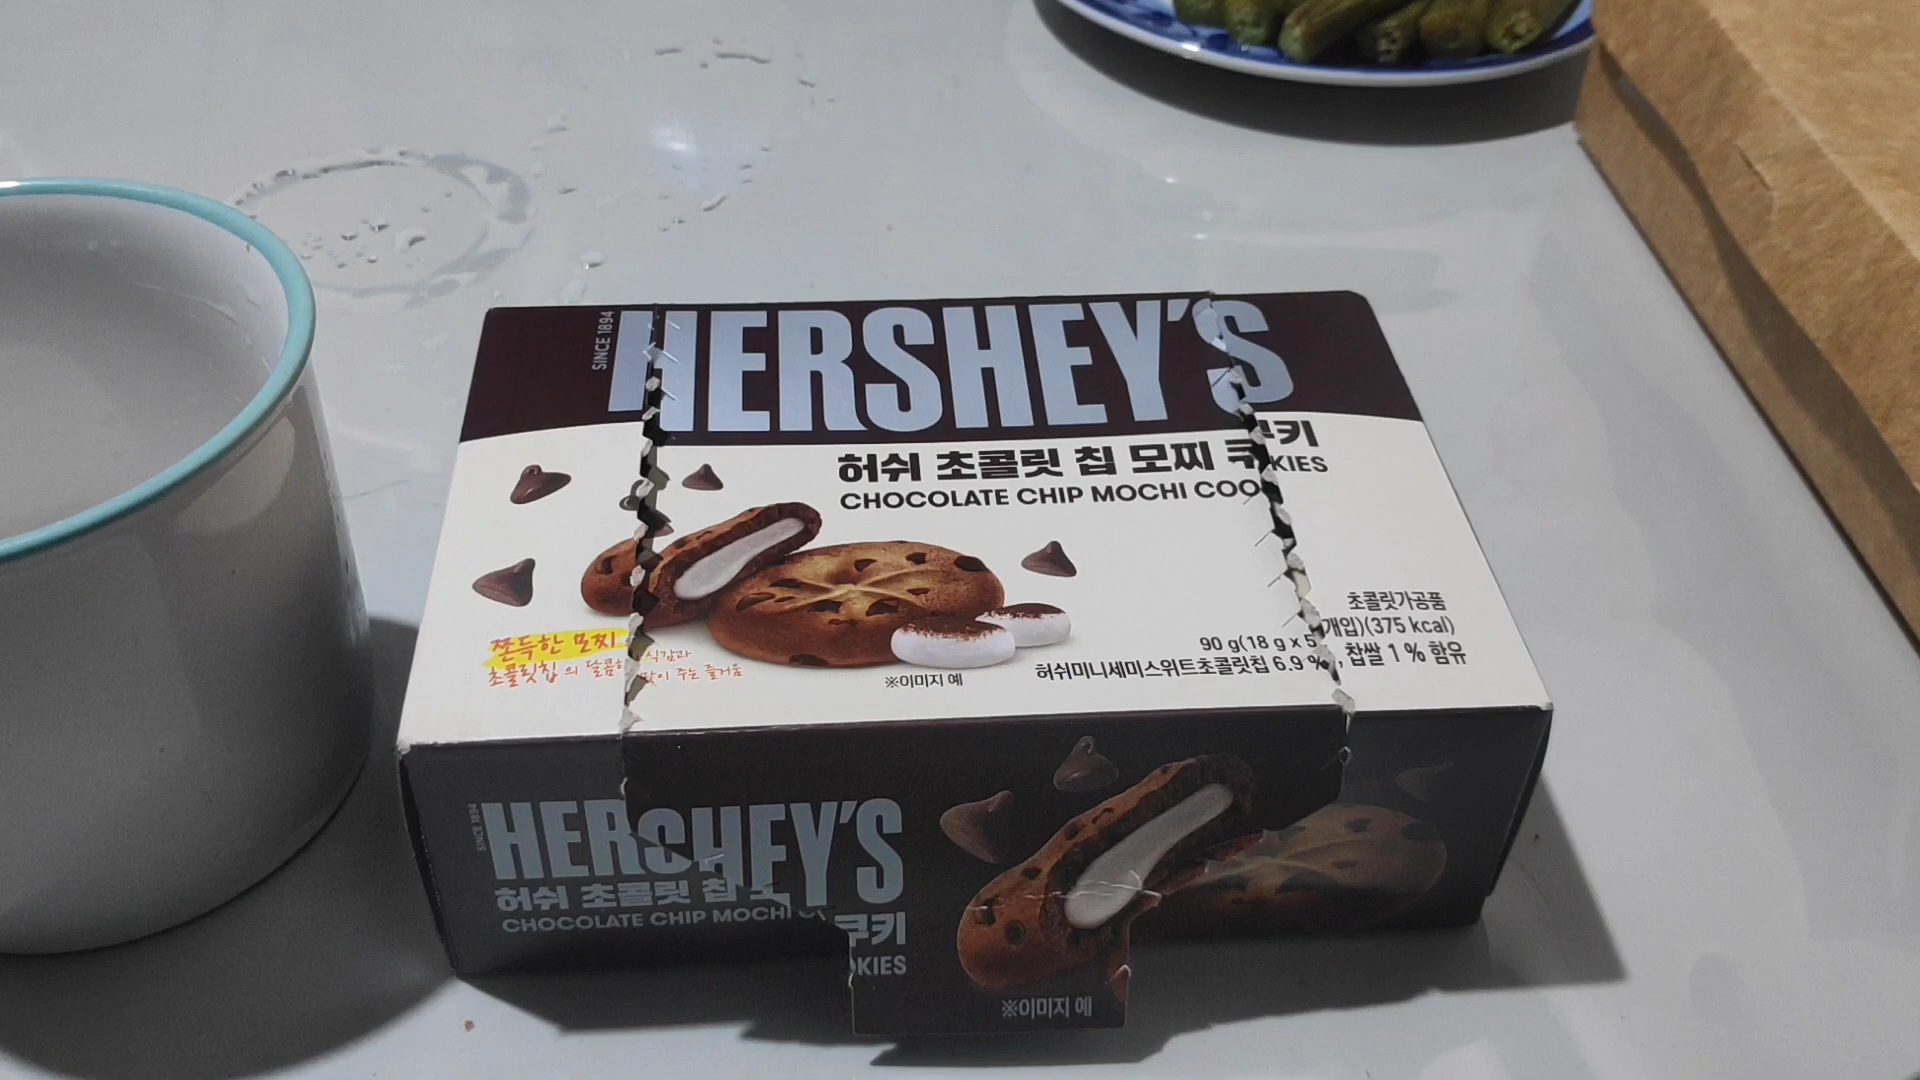 SINCE 1894
HERSHEY'S
허쉬 초콜릿 칩 모찌 쿠키
CHOCOLATE CHIP MOCHI COOKIES
쫀득한 모찌 식감과
초콜릿칩의 달콤한 맛이 주는 즐거움
※이미지 예
초콜릿가공품
90 g(18 g x 5개입)(375 kcal)
허쉬미니세미스위트초콜릿칩 6.9 %, 찹쌀 1 % 함유
SINCE 1894
HERSHEY'S
허쉬 초콜릿 칩 쿠키
CHOCOLATE CHIP MOCHI KIES
※이미지 예